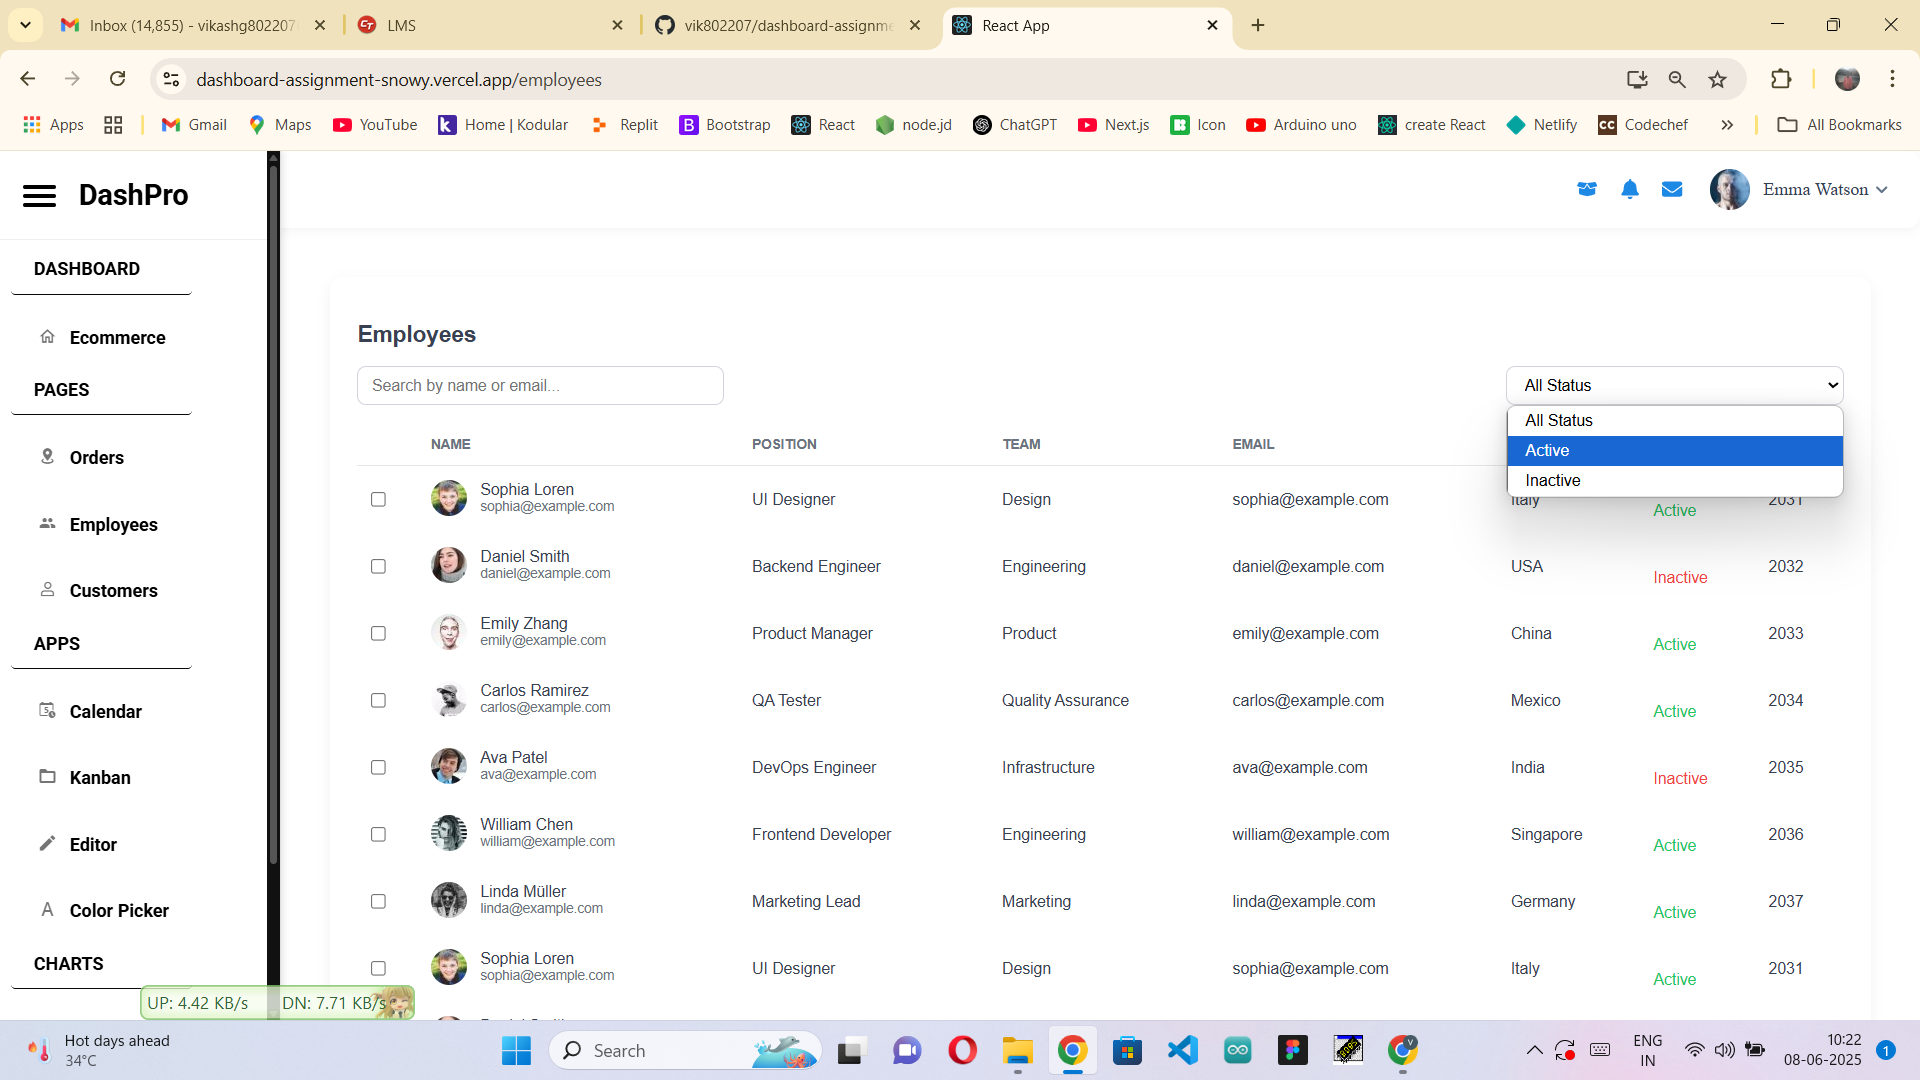 Inbox (14,855) - vikashg802207
LMS
vik802207/dashboard-assignme
React App
dashboard-assignment-snowy.vercel.app/employees
Apps
Gmail
Maps
YouTube
Home | Kodular
Replit
Bootstrap
React
node.jd
ChatGPT
Next.js
Icon
Arduino uno
create React
Netlify
Codechef
All Bookmarks
DashPro
Emma Watson
DASHBOARD
Ecommerce
PAGES
Orders
Employees
Customers
APPS
Calendar
Kanban
Editor
Color Picker
CHARTS
Employees
Search by name or email...
All Status
All Status
Active
Inactive
NAME POSITION TEAM EMAIL
Sophia Loren
sophia@example.com
UI Designer Design sophia@example.com Italy Active 2031
Daniel Smith
daniel@example.com
Backend Engineer Engineering daniel@example.com USA Inactive 2032
Emily Zhang
emily@example.com
Product Manager Product emily@example.com China Active 2033
Carlos Ramirez
carlos@example.com
QA Tester Quality Assurance carlos@example.com Mexico Active 2034
Ava Patel
ava@example.com
DevOps Engineer Infrastructure ava@example.com India Inactive 2035
William Chen
william@example.com
Frontend Developer Engineering william@example.com Singapore Active 2036
Linda Müller
linda@example.com
Marketing Lead Marketing linda@example.com Germany Active 2037
Sophia Loren
sophia@example.com
UI Designer Design sophia@example.com Italy Active 2031
UP: 4.42 KB/s DN: 7.71 KB/s
Hot days ahead
34°C
Search
ENG
IN
10:22
08-06-2025
1